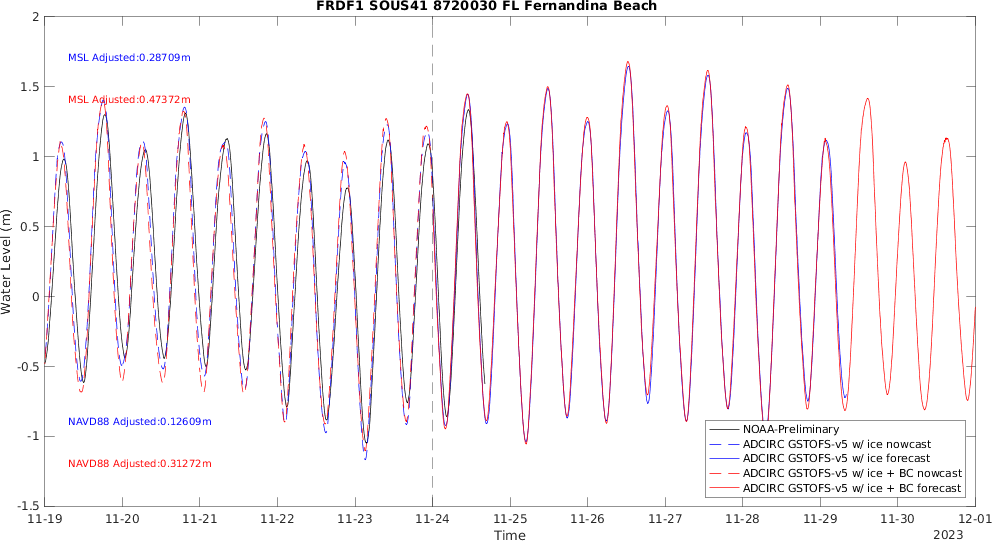 FRDF1 SOUS41 8720030 FL Fernandina Beach
2
1.5
1
0.5
0
-0.5
-1
-1.5
Water Level (m)
MSL Adjusted:0.28709m
MSL Adjusted:0.47372m
NAVD88 Adjusted:0.12609m
NAVD88 Adjusted:0.31272m
NOAA-Preliminary
ADCIRC GSTOFS-v5 w/ ice nowcast
ADCIRC GSTOFS-v5 w/ ice forecast
ADCIRC GSTOFS-v5 w/ ice + BC nowcast
ADCIRC GSTOFS-v5 w/ ice + BC forecast
11-19 11-20 11-21 11-22 11-23 11-24 11-25 11-26 11-27 11-28 11-29 11-30 12-01
Time
2023